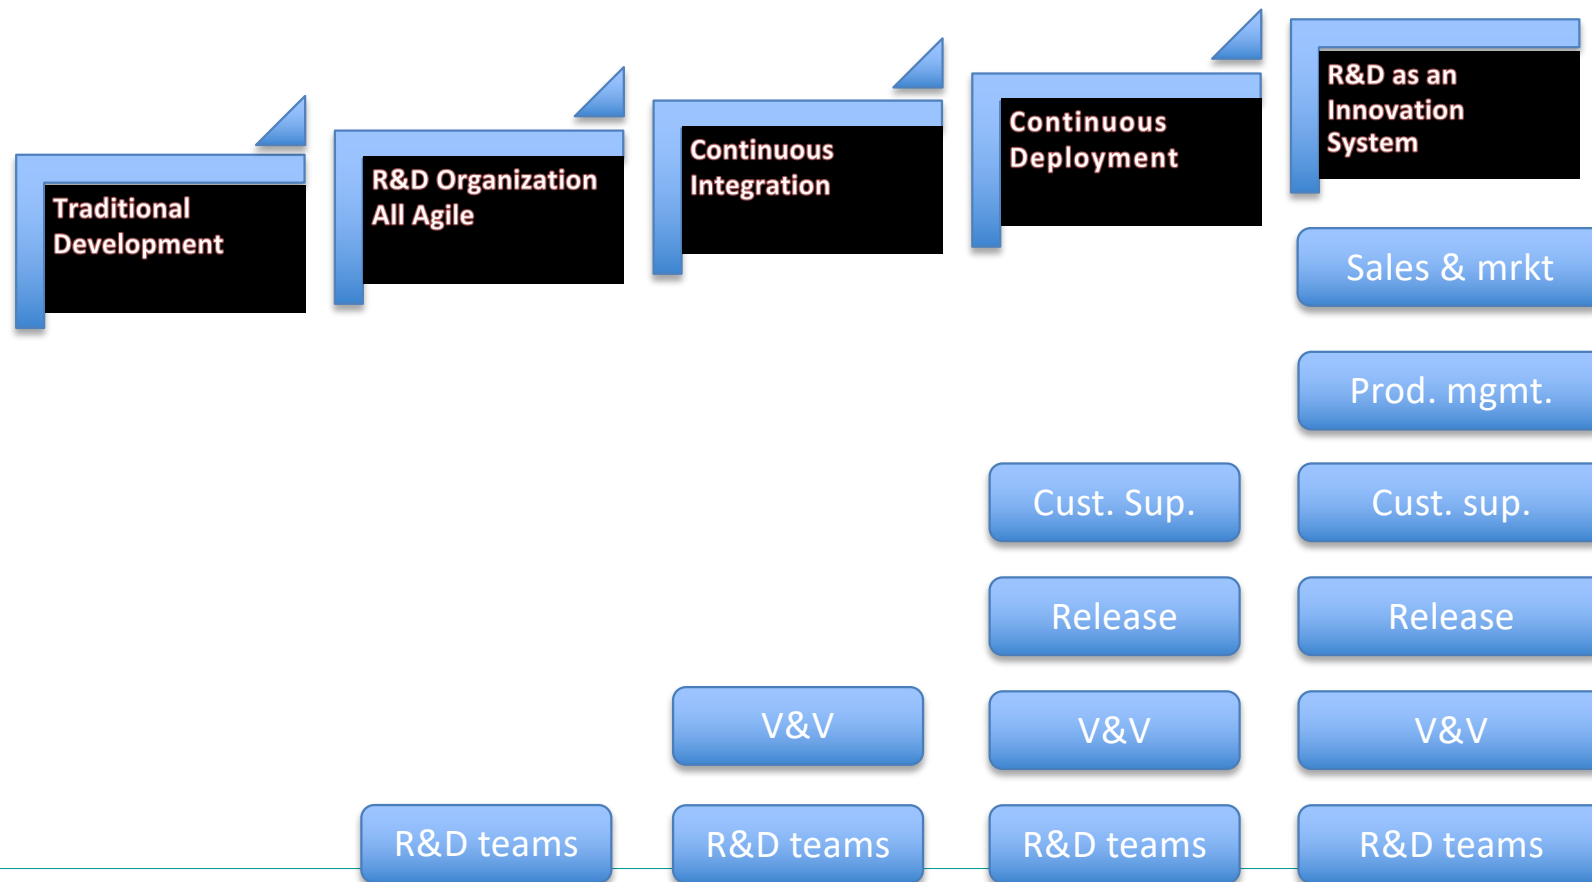 Traditional
Development
R&D Organization
All Agile
Continuous
Integration
Continuous
Deployment
R&D as an
Innovation
System
Sales & mrkt
Prod. mgmt.
Cust. Sup.
Cust. sup.
Release
Release
V&V
V&V
V&V
R&D teams
R&D teams
R&D teams
R&D teams